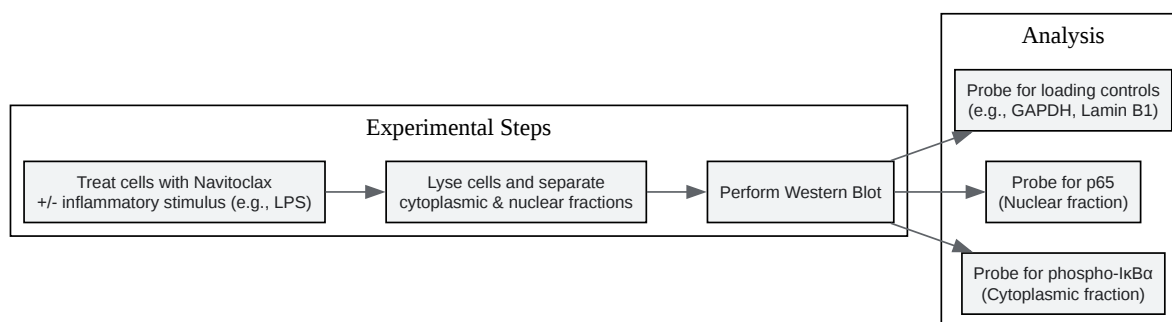 Experimental Steps
Treat cells with Navitoclax
+/- inflammatory stimulus (e.g., LPS)
Lyse cells and separate
cytoplasmic & nuclear fractions
Perform Western Blot
Analysis
Probe for loading controls
(e.g., GAPDH, Lamin B1)
Probe for p65
(Nuclear fraction)
Probe for phospho-IκBα
(Cytoplasmic fraction)